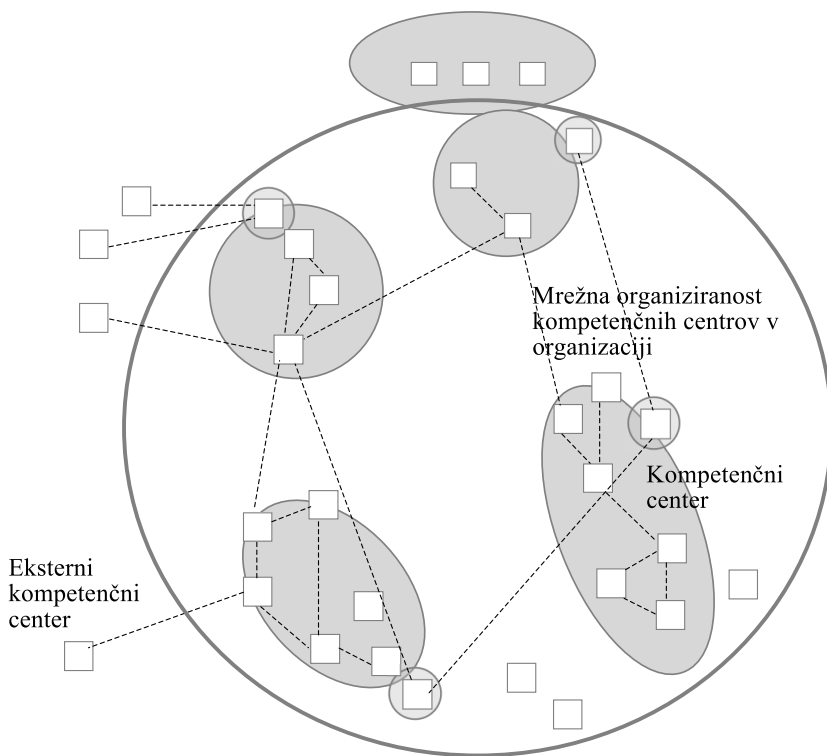 Mrežna organiziranost
kompetenčnih centrov v
organizaciji
Kompetenčni
center
Eksterni
kompetenčni
center